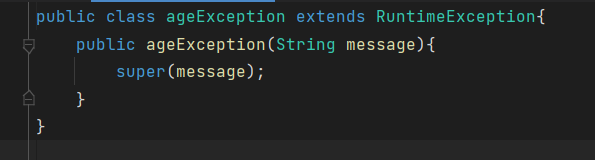 public class ageException extends RuntimeException{
    public ageException(String message){
        super(message);
    }
}